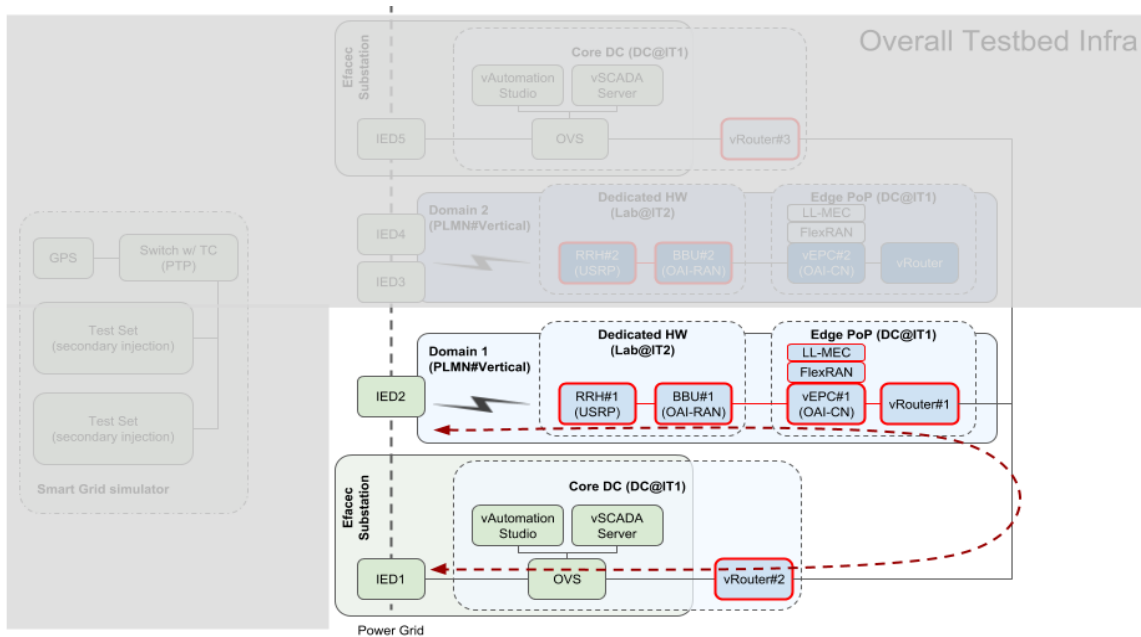 Overall Testbed Infra
Efacec
Substation
Core DC (DC@IT1)
vAutomation
Studio
vSCADA
Server
IED5
OVS
vRouter#3
Domain 2
(PLMN#Vertical)
Dedicated HW
(Lab@IT2)
Edge PoP (DC@IT1)
LL-MEC
FlexRAN
IED4
IED3
RRH#2
(USRP)
BBU#2
(OAI-RAN)
vEPC#2
(OAI-CN)
vRouter
GPS
Switch w/ TC
(PTP)
Test Set
(secondary injection)
Test Set
(secondary injection)
Smart Grid simulator
Domain 1
(PLMN#Vertical)
Dedicated HW
(Lab@IT2)
Edge PoP (DC@IT1)
LL-MEC
FlexRAN
IED2
RRH#1
(USRP)
BBU#1
(OAI-RAN)
vEPC#1
(OAI-CN)
vRouter#1
Efacec
Substation
Core DC (DC@IT1)
vAutomation
Studio
vSCADA
Server
IED1
OVS
vRouter#2
Power Grid